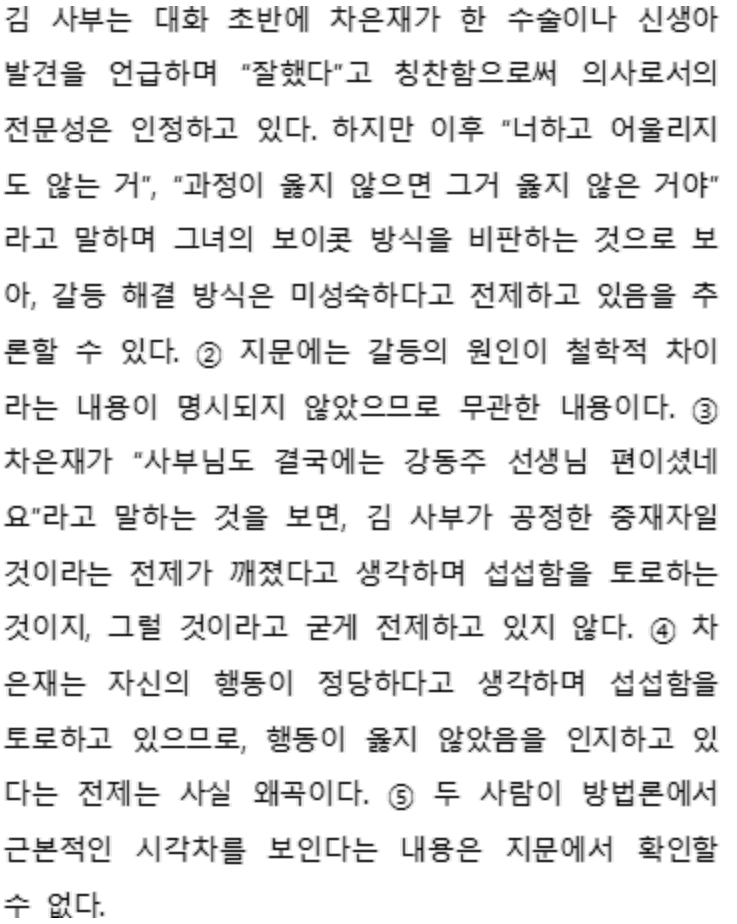 김 사부는 대화 초반에 차은재가 한 수술이나 신생아
발견을 언급하며 “잘했다”고 칭찬함으로써 의사로서의
전문성은 인정하고 있다. 하지만 이후 “너하고 어울리지
도 않는 거”, “과정이 옳지 않으면 그거 옳지 않은 거야”
라고 말하며 그녀의 보이콧 방식을 비판하는 것으로 보
아, 갈등 해결 방식은 미성숙하다고 전제하고 있음을 추
론할 수 있다. ② 지문에는 갈등의 원인이 철학적 차이
라는 내용이 명시되지 않았으므로 무관한 내용이다. ③
차은재가 “사부님도 결국에는 강동주 선생님 편이셨네
요”라고 말하는 것을 보면, 김 사부가 공정한 중재자일
것이라는 전제가 깨졌다고 생각하며 섭섭함을 토로하는
것이지, 그럴 것이라고 굳게 전제하고 있지 않다. ④ 차
은재는 자신의 행동이 정당하다고 생각하며 섭섭함을
토로하고 있으므로, 행동이 옳지 않았음을 인지하고 있
다는 전제는 사실 왜곡이다. ⑤ 두 사람이 방법론에서
근본적인 시각차를 보인다는 내용은 지문에서 확인할
수 없다.